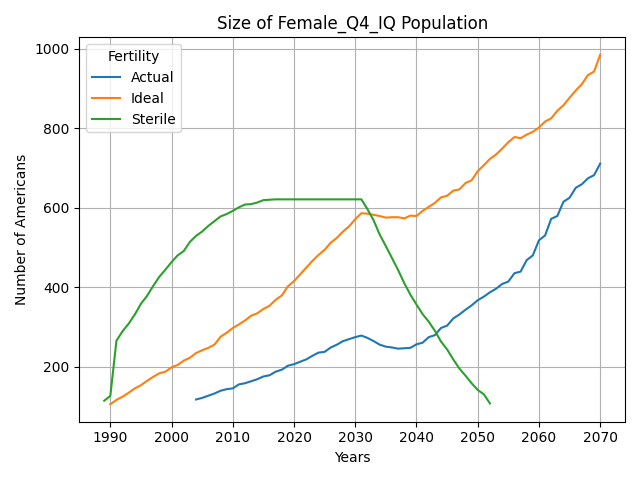 Size of Female_Q4_IQ Population
Fertility
Actual
Ideal
Sterile
1000
800
600
400
200
Number of Americans
1990 2000 2010 2020 2030 2040 2050 2060 2070
Years